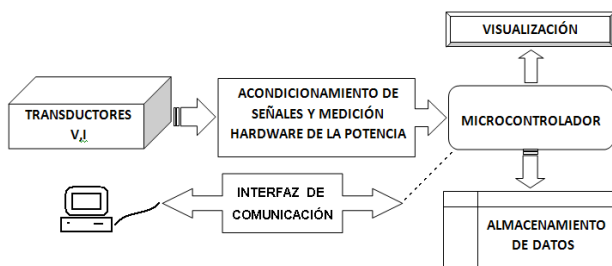 VISUALIZACIÓN
TRANSDUCTORES
V,I
ACONDICIONAMIENTO DE
SEÑALES Y MEDICIÓN
HARDWARE DE LA POTENCIA
MICROCONTROLADOR
INTERFAZ DE
COMUNICACIÓN
ALMACENAMIENTO
DE DATOS